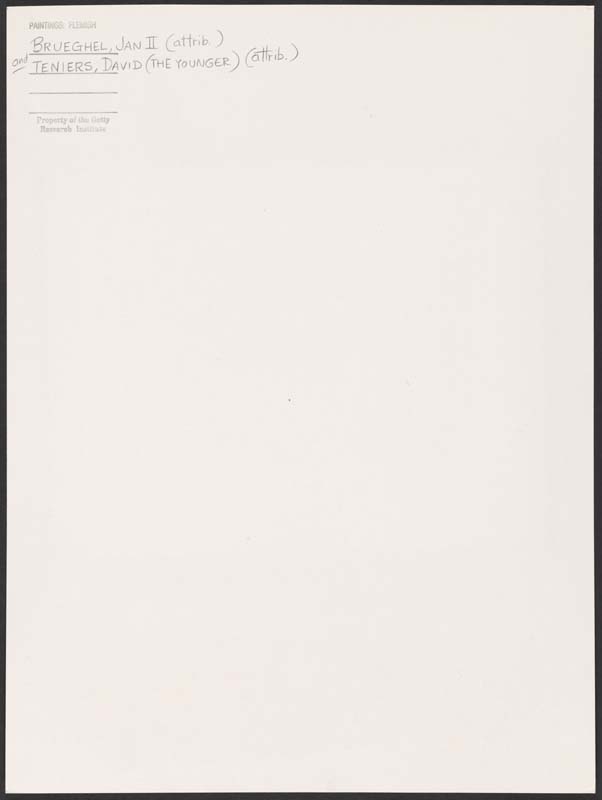 PAINTINGS: FLEMISH
BRUEGHEL, JAN II (attrib.)
and TENIERS, DAVID (THE YOUNGER) (attrib.)
Property of the Getty
Research Institute